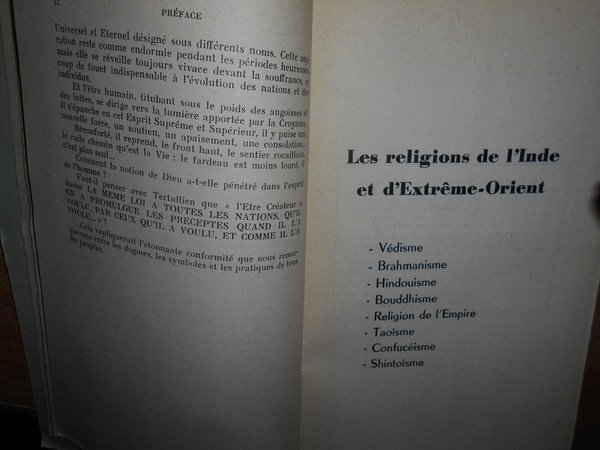 PRÉFACE
Universel et Eternel désigné sous différents noms. Cette aspi-
ration reste comme endormie pendant les périodes heureuses
mais elle se réveille toujours vivace devant la souffrance, ce
coup de fouet indispensable à l'évolution des nations et des
individus.
Et l'être humain, titubant sous le poids des angoisses et
des luttes, se dirige vers la lumière apportée par la Croyance.
Il s'épanche en cet Esprit Suprême et Supérieur, il y puise une
nouvelle force, un soutien, un apaisement, une consolation...
Réconforté, il reprend, le front haut, le sentier rocailleux,
le rude chemin qu'est la Vie : le fardeau est moins lourd, il
n'est plus seul...
Comment la notion de Dieu a-t-elle pénétré dans l'esprit
de l'homme ?
Faut-il penser avec Tertullien que « l'Etre Créateur a
donné LA MEME LOI A TOUTES LES NATIONS, QU'IL
EN A PROMULGUE LES PRECEPTES QUAND IL L'A
VOULU, PAR CEUX QU'IL A VOULU, ET COMME IL L'A
VOULU... » ?
Cela expliquerait l'étonnante conformité que nous remar-
quons entre les dogmes, les symboles et les pratiques de tous
les peuples.
Les religions de l'Inde
et d'Extrême-Orient
- Védisme
- Brahmanisme
- Hindouisme
- Bouddhisme
- Religion de l'Empire
- Taoisme
- Confucéisme
- Shintoisme